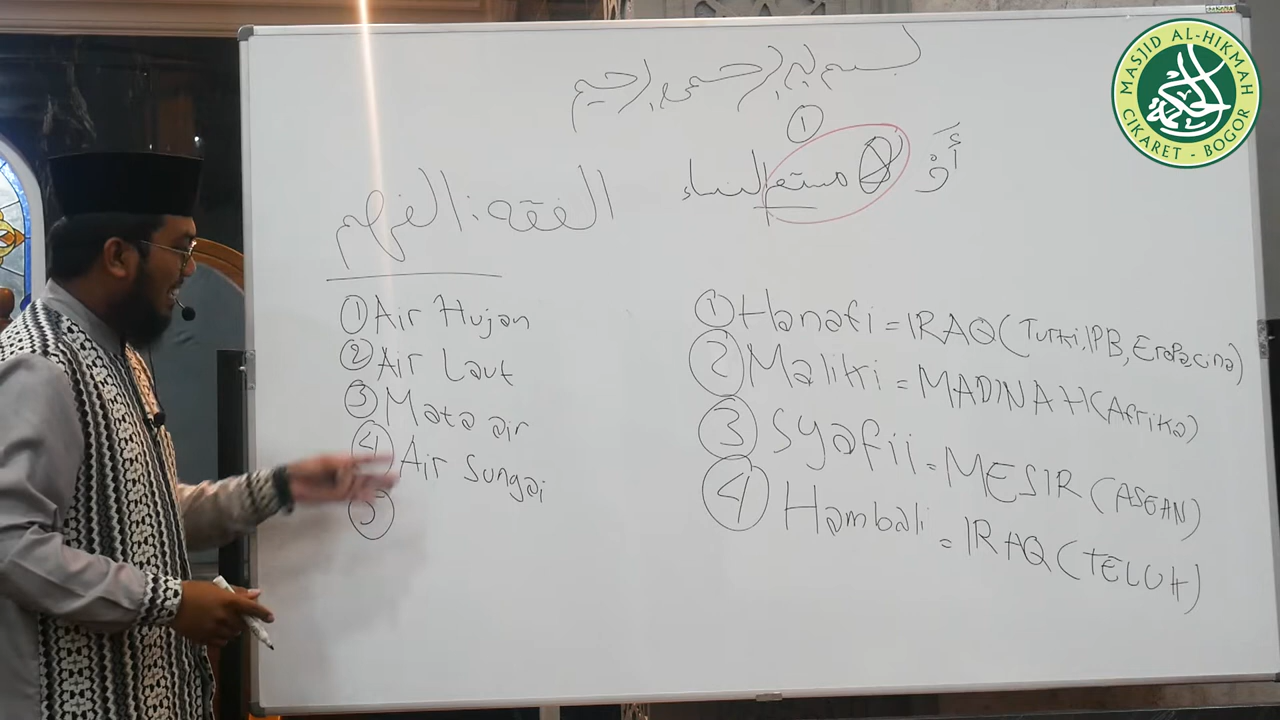 بسم الله الرحمن الرحيم
①
أَوْ لامستم النساء
الفقه : الفهم
① Air Hujan
② Air Laut
③ Mata air
④ Air Sungai
⑤
① Hanafi = IRAQ (Turki, IPB, Eropa, cina)
② Maliki = MADINAH (Afrika)
③ Syafii = MESIR (ASEAN)
④ Hambali = IRAQ (TELUK)
MASJID AL-HIKMAH
الحكمة
CIKARET - BOGOR